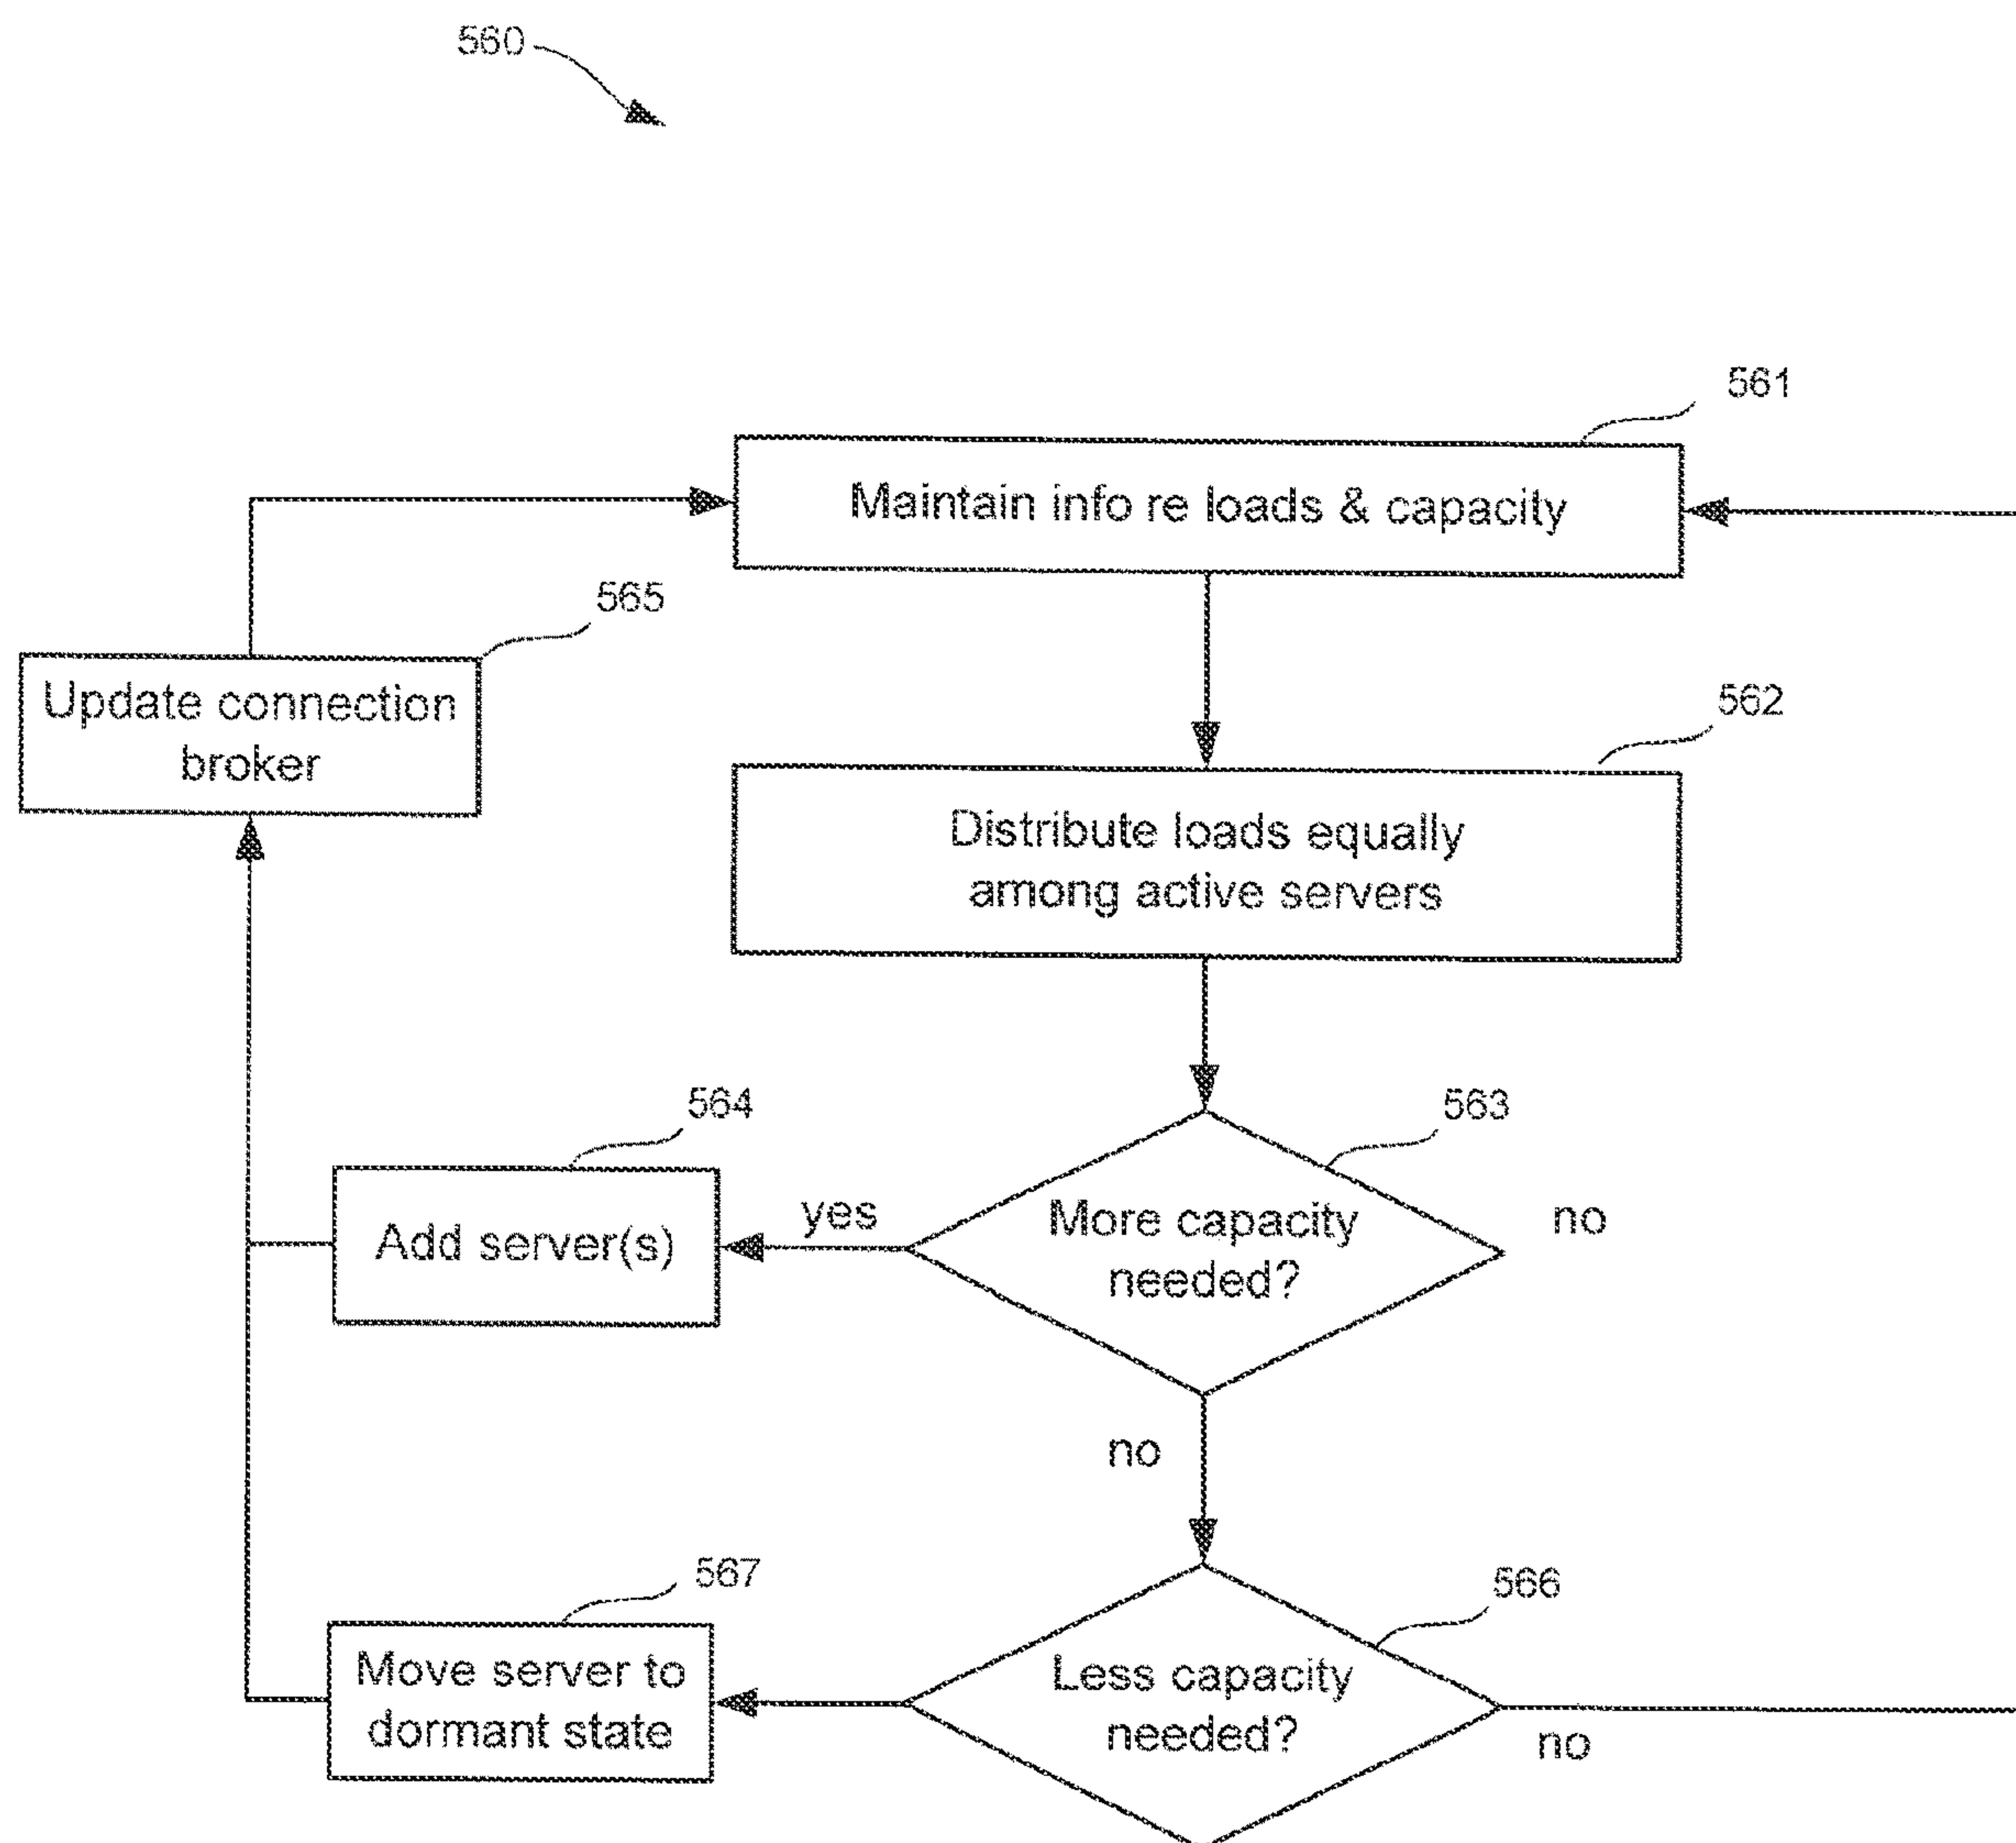 560
561
Maintain info re loads & capacity
565
Update connection
broker
562
Distribute loads equally
among active servers
564
563
Add server(s)
yes
More capacity
needed?
no
no
567
566
Move server to
dormant state
Less capacity
needed?
no